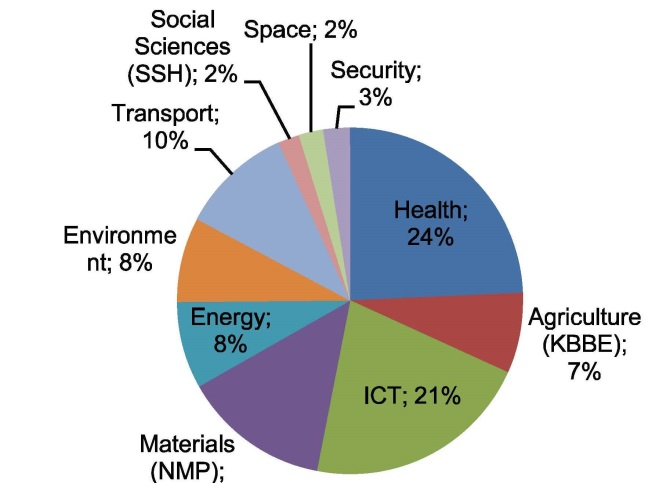 Social
Sciences
(SSH); 2%
Space; 2%
Security;
3%
Transport;
10%
Health;
24%
Environme
nt; 8%
Energy;
8%
Agriculture
(KBBE);
7%
ICT; 21%
Materials
(NMP);